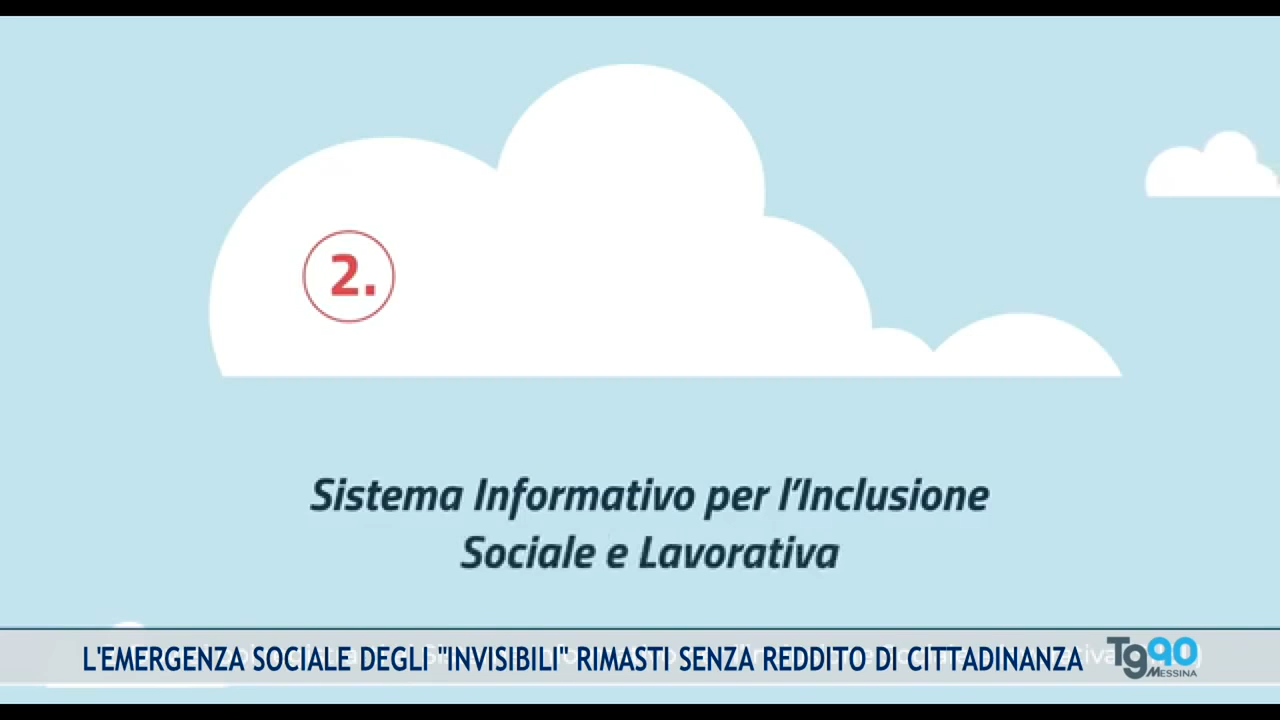 2.
Sistema Informativo per l'Inclusione
Sociale e Lavorativa
L'EMERGENZA SOCIALE DEGLI "INVISIBILI" RIMASTI SENZA REDDITO DI CITTADINANZA
Tg90
MESSINA